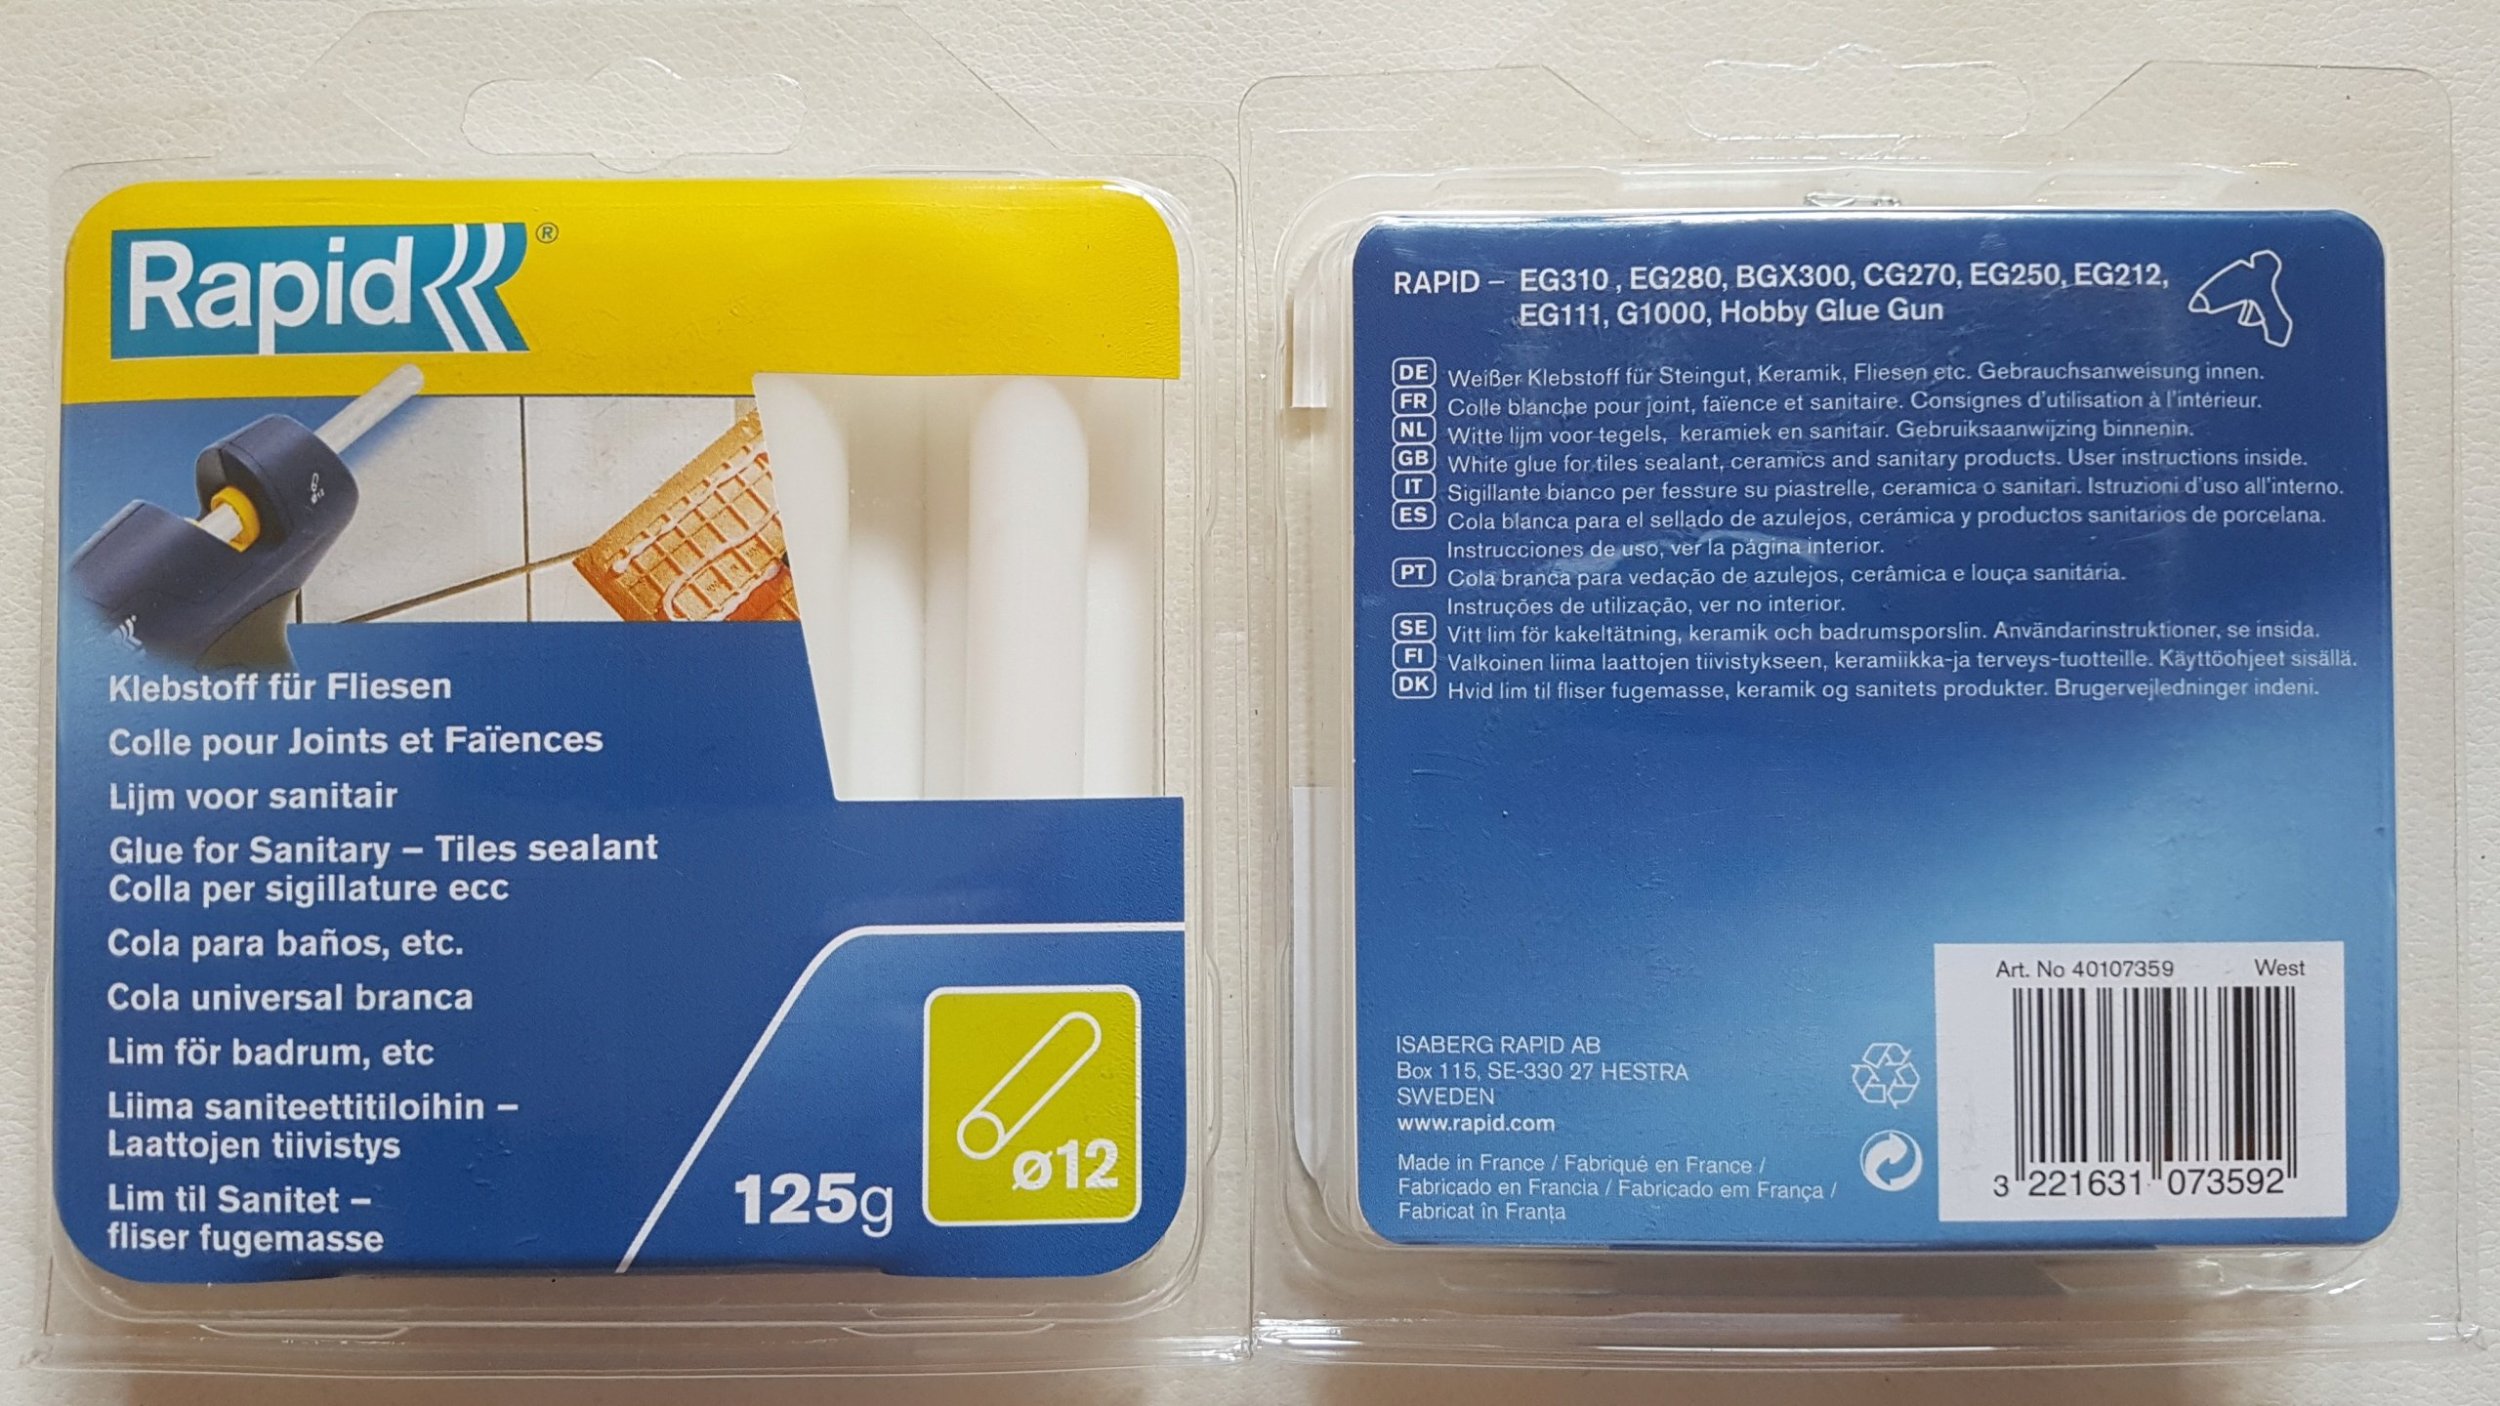 Rapid®
Klebstoff für Fliesen
Colle pour Joints et Faïences
Lijm voor sanitair
Glue for Sanitary – Tiles sealant
Colla per sigillature ecc
Cola para baños, etc.
Cola universal branca
Lim för badrum, etc
Liima saniteettitiloihin –
Laattojen tiivistys
Lim til Sanitet –
fliser fugemasse
125g
ø12
RAPID – EG310 , EG280, BGX300, CG270, EG250, EG212,
EG111, G1000, Hobby Glue Gun
DE Weißer Klebstoff für Steingut, Keramik, Fliesen etc. Gebrauchsanweisung innen.
FR Colle blanche pour joint, faïence et sanitaire. Consignes d'utilisation à l'intérieur.
NL Witte lijm voor tegels, keramiek en sanitair. Gebruiksaanwijzing binnenin.
GB White glue for tiles sealant, ceramics and sanitary products. User instructions inside.
IT Sigillante bianco per fessure su piastrelle, ceramica o sanitari. Istruzioni d'uso all'interno.
ES Cola blanca para el sellado de azulejos, cerámica y productos sanitarios de porcelana.
Instrucciones de uso, ver la página interior.
PT Cola branca para vedação de azulejos, cerâmica e louça sanitária.
Instruções de utilização, ver no interior.
SE Vitt lim för kakeltätning, keramik och badrumsporslin. Användarinstruktioner, se insida.
FI Valkoinen liima laattojen tiivistykseen, keramiikka-ja terveys-tuotteille. Käyttöohjeet sisällä.
DK Hvid lim til fliser fugemasse, keramik og sanitets produkter. Brugervejledninger indeni.
ISABERG RAPID AB
Box 115, SE-330 27 HESTRA
SWEDEN
www.rapid.com
Made in France / Fabriqué en France /
Fabricado en Francia / Fabricado em França /
Fabricat în Franţa
Art. No 40107359 West
3 221631 073592